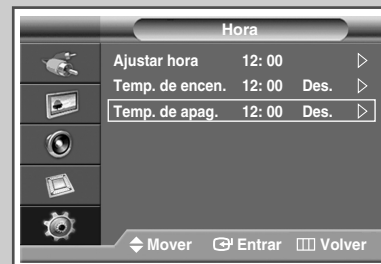 Hora
Ajustar hora 12: 00
Temp. de encen. 12: 00 Des.
Temp. de apag. 12: 00 Des.
Mover Entrar Volver